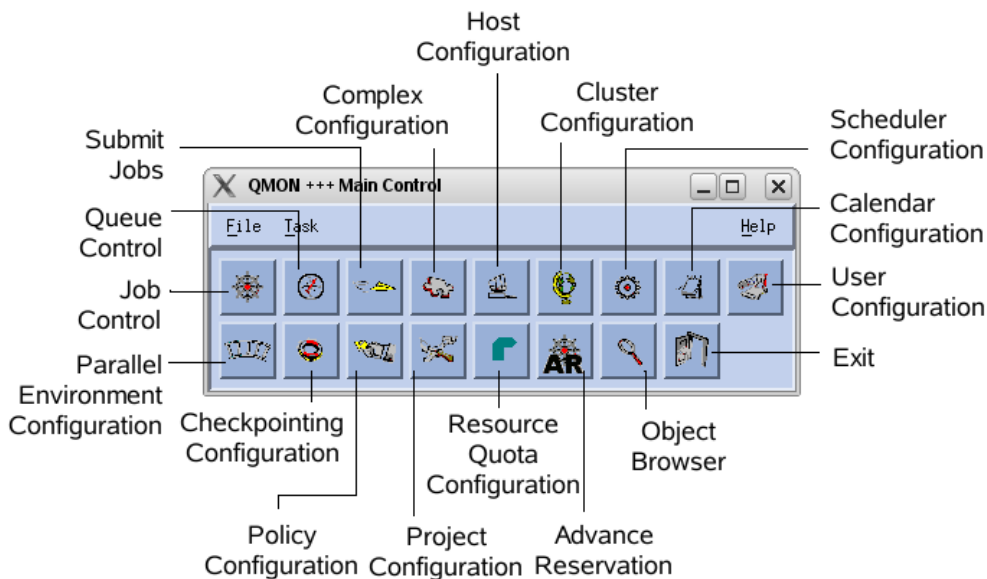 Host
Configuration
Complex
Configuration
Cluster
Configuration
Scheduler
Configuration
Submit
Jobs
QMON +++ Main Control
Queue
Control
File Task Help
Calendar
Configuration
Job
Control
User
Configuration
Parallel
Environment
Configuration
AR
Exit
Checkpointing
Configuration
Resource
Quota
Configuration
Object
Browser
Policy
Configuration
Project
Configuration
Advance
Reservation